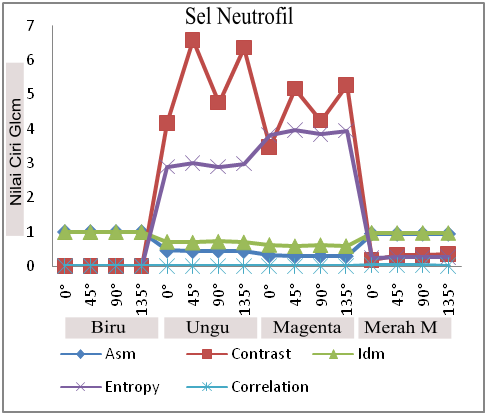 Sel Neutrofil
Nilai Ciri Glcm
7
6
5
4
3
2
1
0
0° 45° 90° 135° 0° 45° 90° 135° 0° 45° 90° 135° 0° 45° 90° 135°
Biru Ungu Magenta Merah M
Asm Contrast Idm
Entropy Correlation